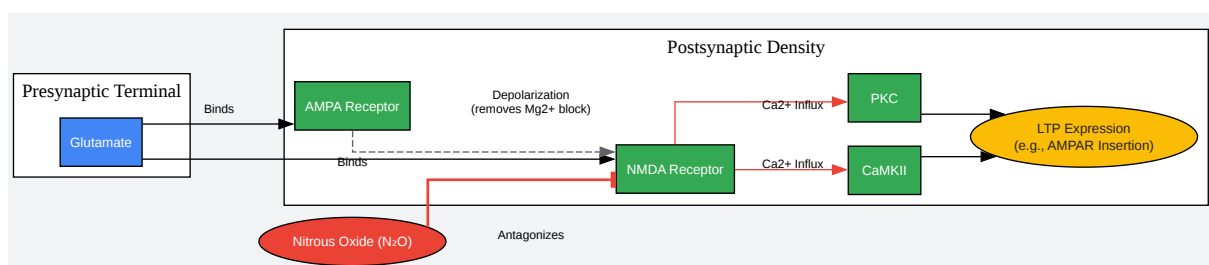 Postsynaptic Density
Presynaptic Terminal
Glutamate
Binds
AMPA Receptor
Depolarization
(removes Mg2+ block)
Binds
NMDA Receptor
Ca2+ Influx
PKC
Ca2+ Influx
CaMKII
LTP Expression
(e.g., AMPAR Insertion)
Nitrous Oxide (N₂O)
Antagonizes